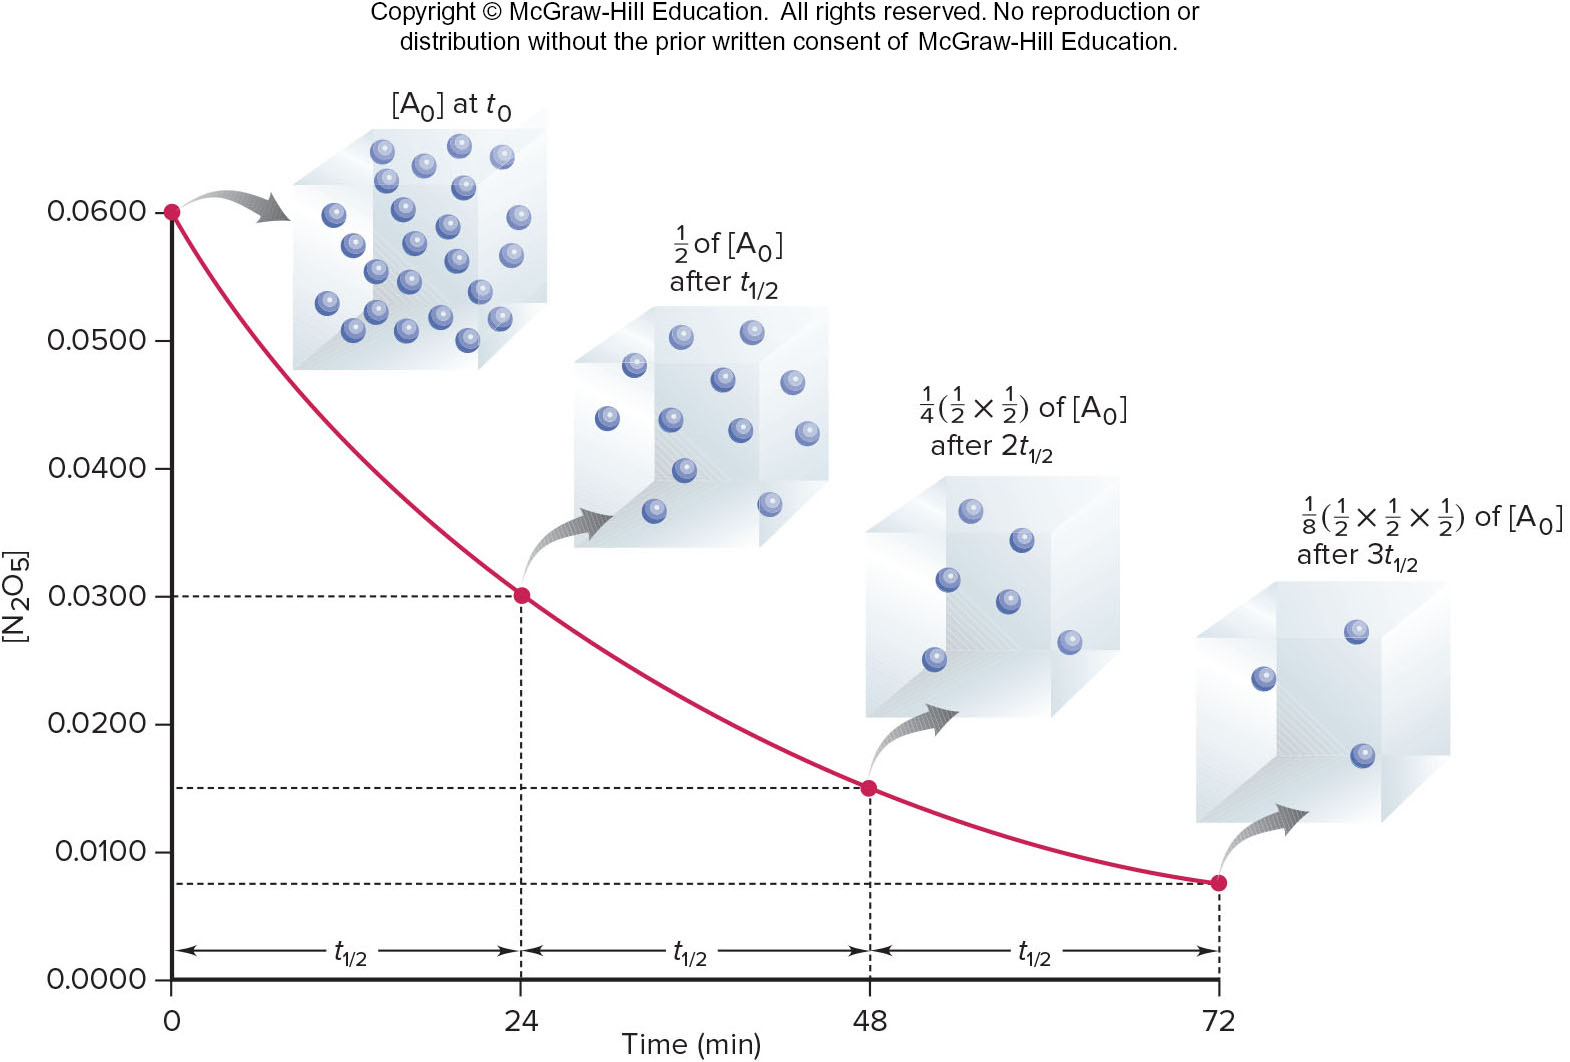 Copyright © McGraw-Hill Education. All rights reserved. No reproduction or
distribution without the prior written consent of McGraw-Hill Education.
[A₀] at t₀
½ of [A₀]
after t₁/₂
¼(½ × ½) of [A₀]
after 2t₁/₂
⅛(½ × ½ × ½) of [A₀]
after 3t₁/₂
[N₂O₅]
0.0600
0.0500
0.0400
0.0300
0.0200
0.0100
0.0000
t₁/₂
t₁/₂
t₁/₂
0
24
48
72
Time (min)